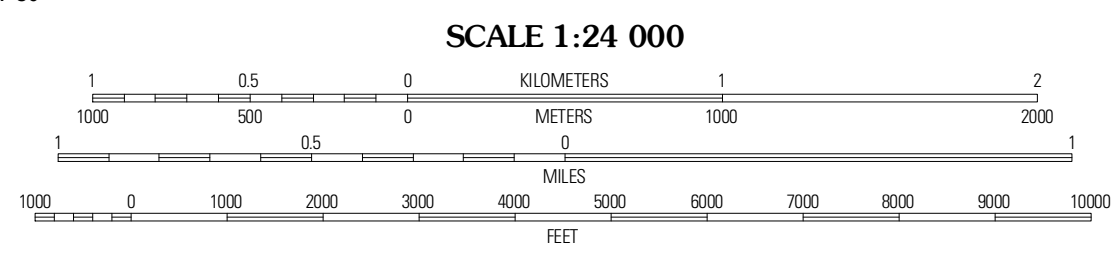 SCALE 1:24 000
1 0.5 0 KILOMETERS 1 2
1000 500 0 METERS 1000 2000
1 0.5 0 1
MILES
1000 0 1000 2000 3000 4000 5000 6000 7000 8000 9000 10000
FEET